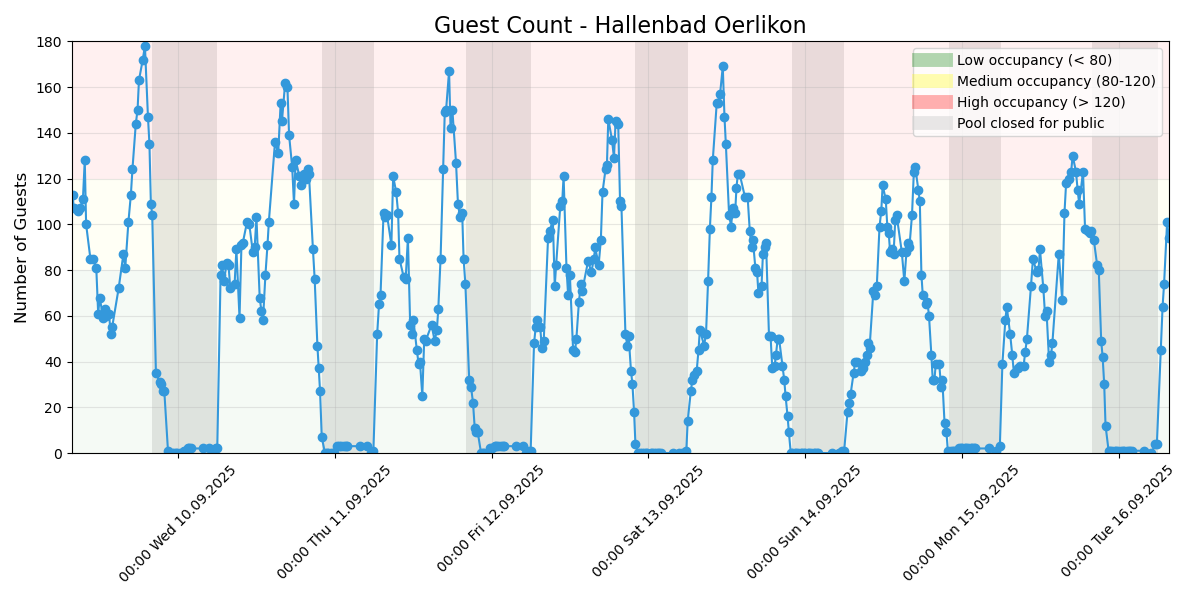 Guest Count - Hallenbad Oerlikon
Number of Guests
180
160
140
120
100
80
60
40
20
0
Low occupancy (< 80)
Medium occupancy (80-120)
High occupancy (> 120)
Pool closed for public
00:00 Wed 10.09.2025
00:00 Thu 11.09.2025
00:00 Fri 12.09.2025
00:00 Sat 13.09.2025
00:00 Sun 14.09.2025
00:00 Mon 15.09.2025
00:00 Tue 16.09.2025